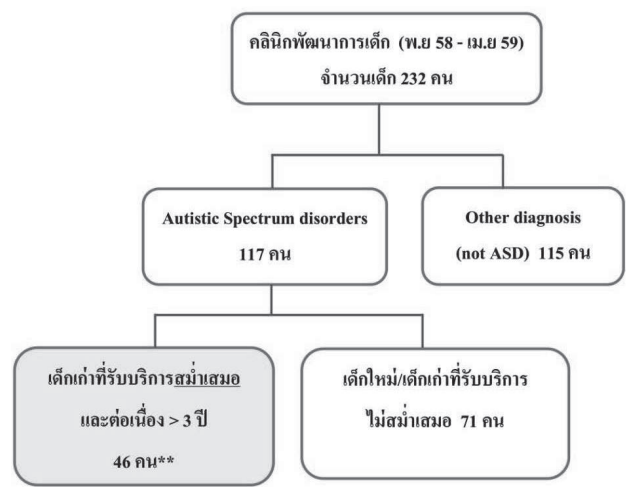 คลินิกพัฒนาการเด็ก (พ.ย 58 - เม.ย 59)
จำนวนเด็ก 232 คน
Autistic Spectrum disorders
117 คน
Other diagnosis
(not ASD) 115 คน
เด็กเก่าที่รับบริการสม่ำเสมอ
และต่อเนื่อง > 3 ปี
46 คน**
เด็กใหม่/เด็กเก่าที่รับบริการ
ไม่สม่ำเสมอ 71 คน